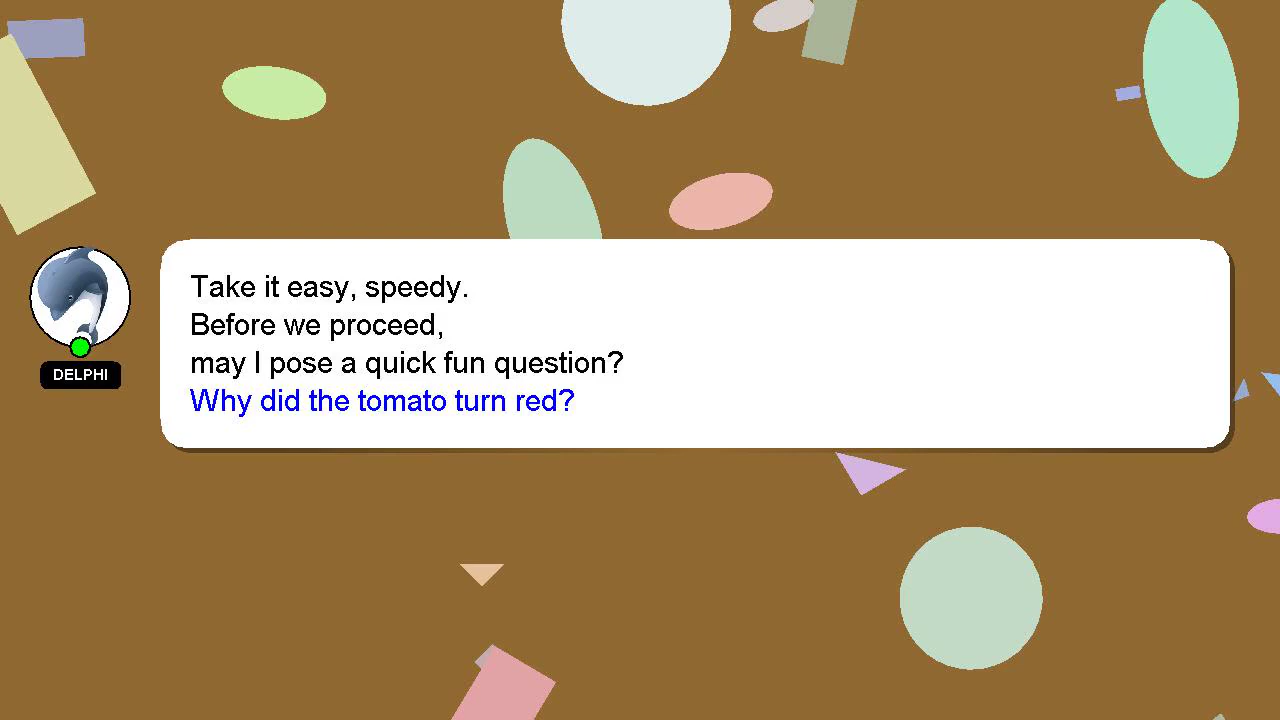 Take it easy, speedy.
Before we proceed,
may I pose a quick fun question?
Why did the tomato turn red?
DELPHI